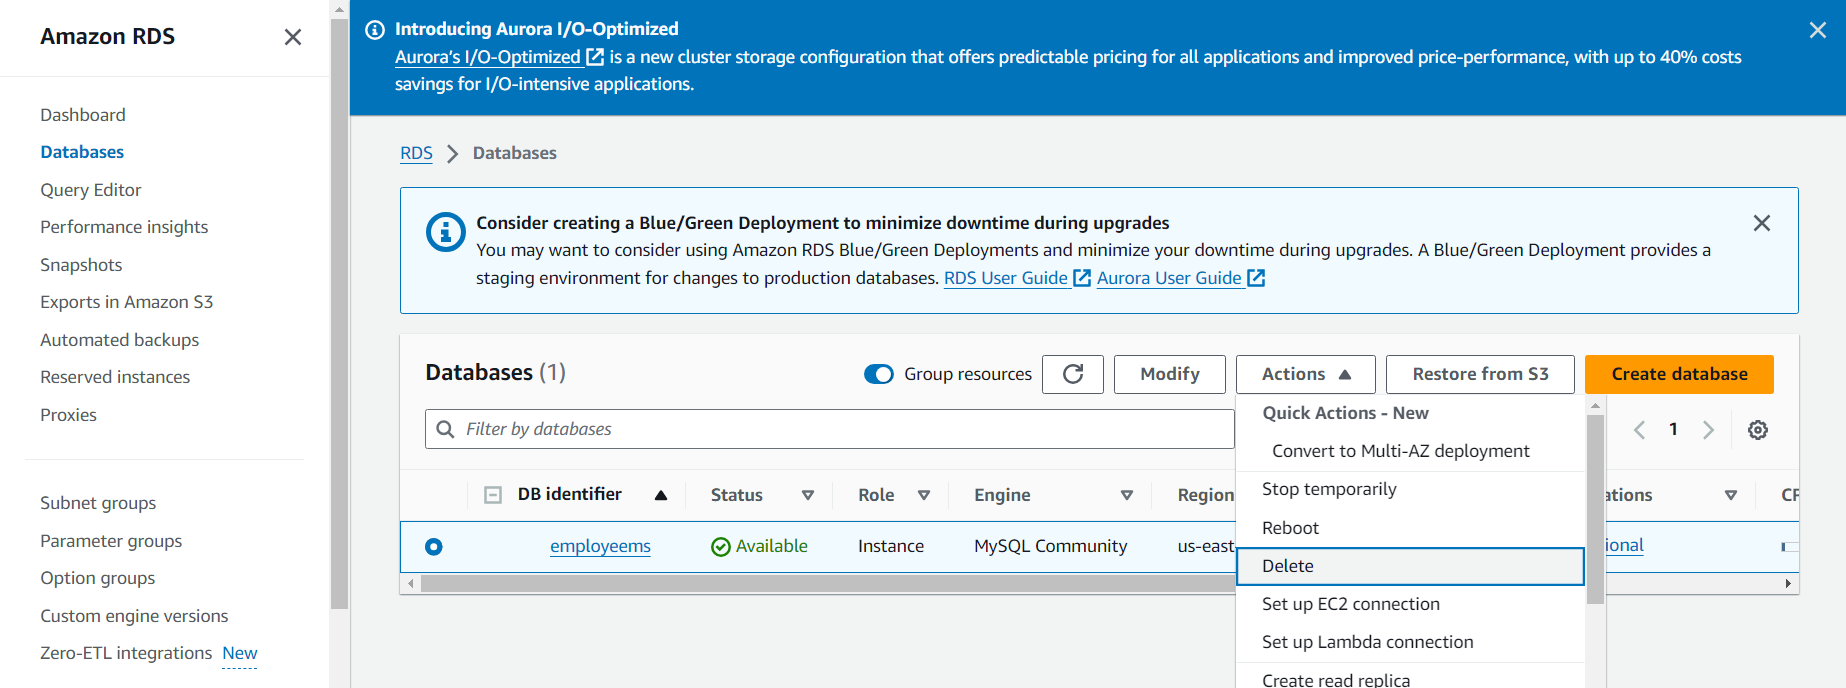 Amazon RDS
Dashboard
Databases
Query Editor
Performance insights
Snapshots
Exports in Amazon S3
Automated backups
Reserved instances
Proxies
Subnet groups
Parameter groups
Option groups
Custom engine versions
Zero-ETL integrations New
Introducing Aurora I/O-Optimized
Aurora's I/O-Optimized is a new cluster storage configuration that offers predictable pricing for all applications and improved price-performance, with up to 40% costs
savings for I/O-intensive applications.
RDS > Databases
Consider creating a Blue/Green Deployment to minimize downtime during upgrades
You may want to consider using Amazon RDS Blue/Green Deployments and minimize your downtime during upgrades. A Blue/Green Deployment provides a
staging environment for changes to production databases. RDS User Guide Aurora User Guide
Databases (1) Group resources Modify Actions Restore from S3 Create database
Filter by databases 1
DB identifier Status Role Engine Region
employeems Available Instance MySQL Community us-east
Quick Actions - New
Convert to Multi-AZ deployment
Stop temporarily
Reboot
Delete
Set up EC2 connection
Set up Lambda connection
Create read replica